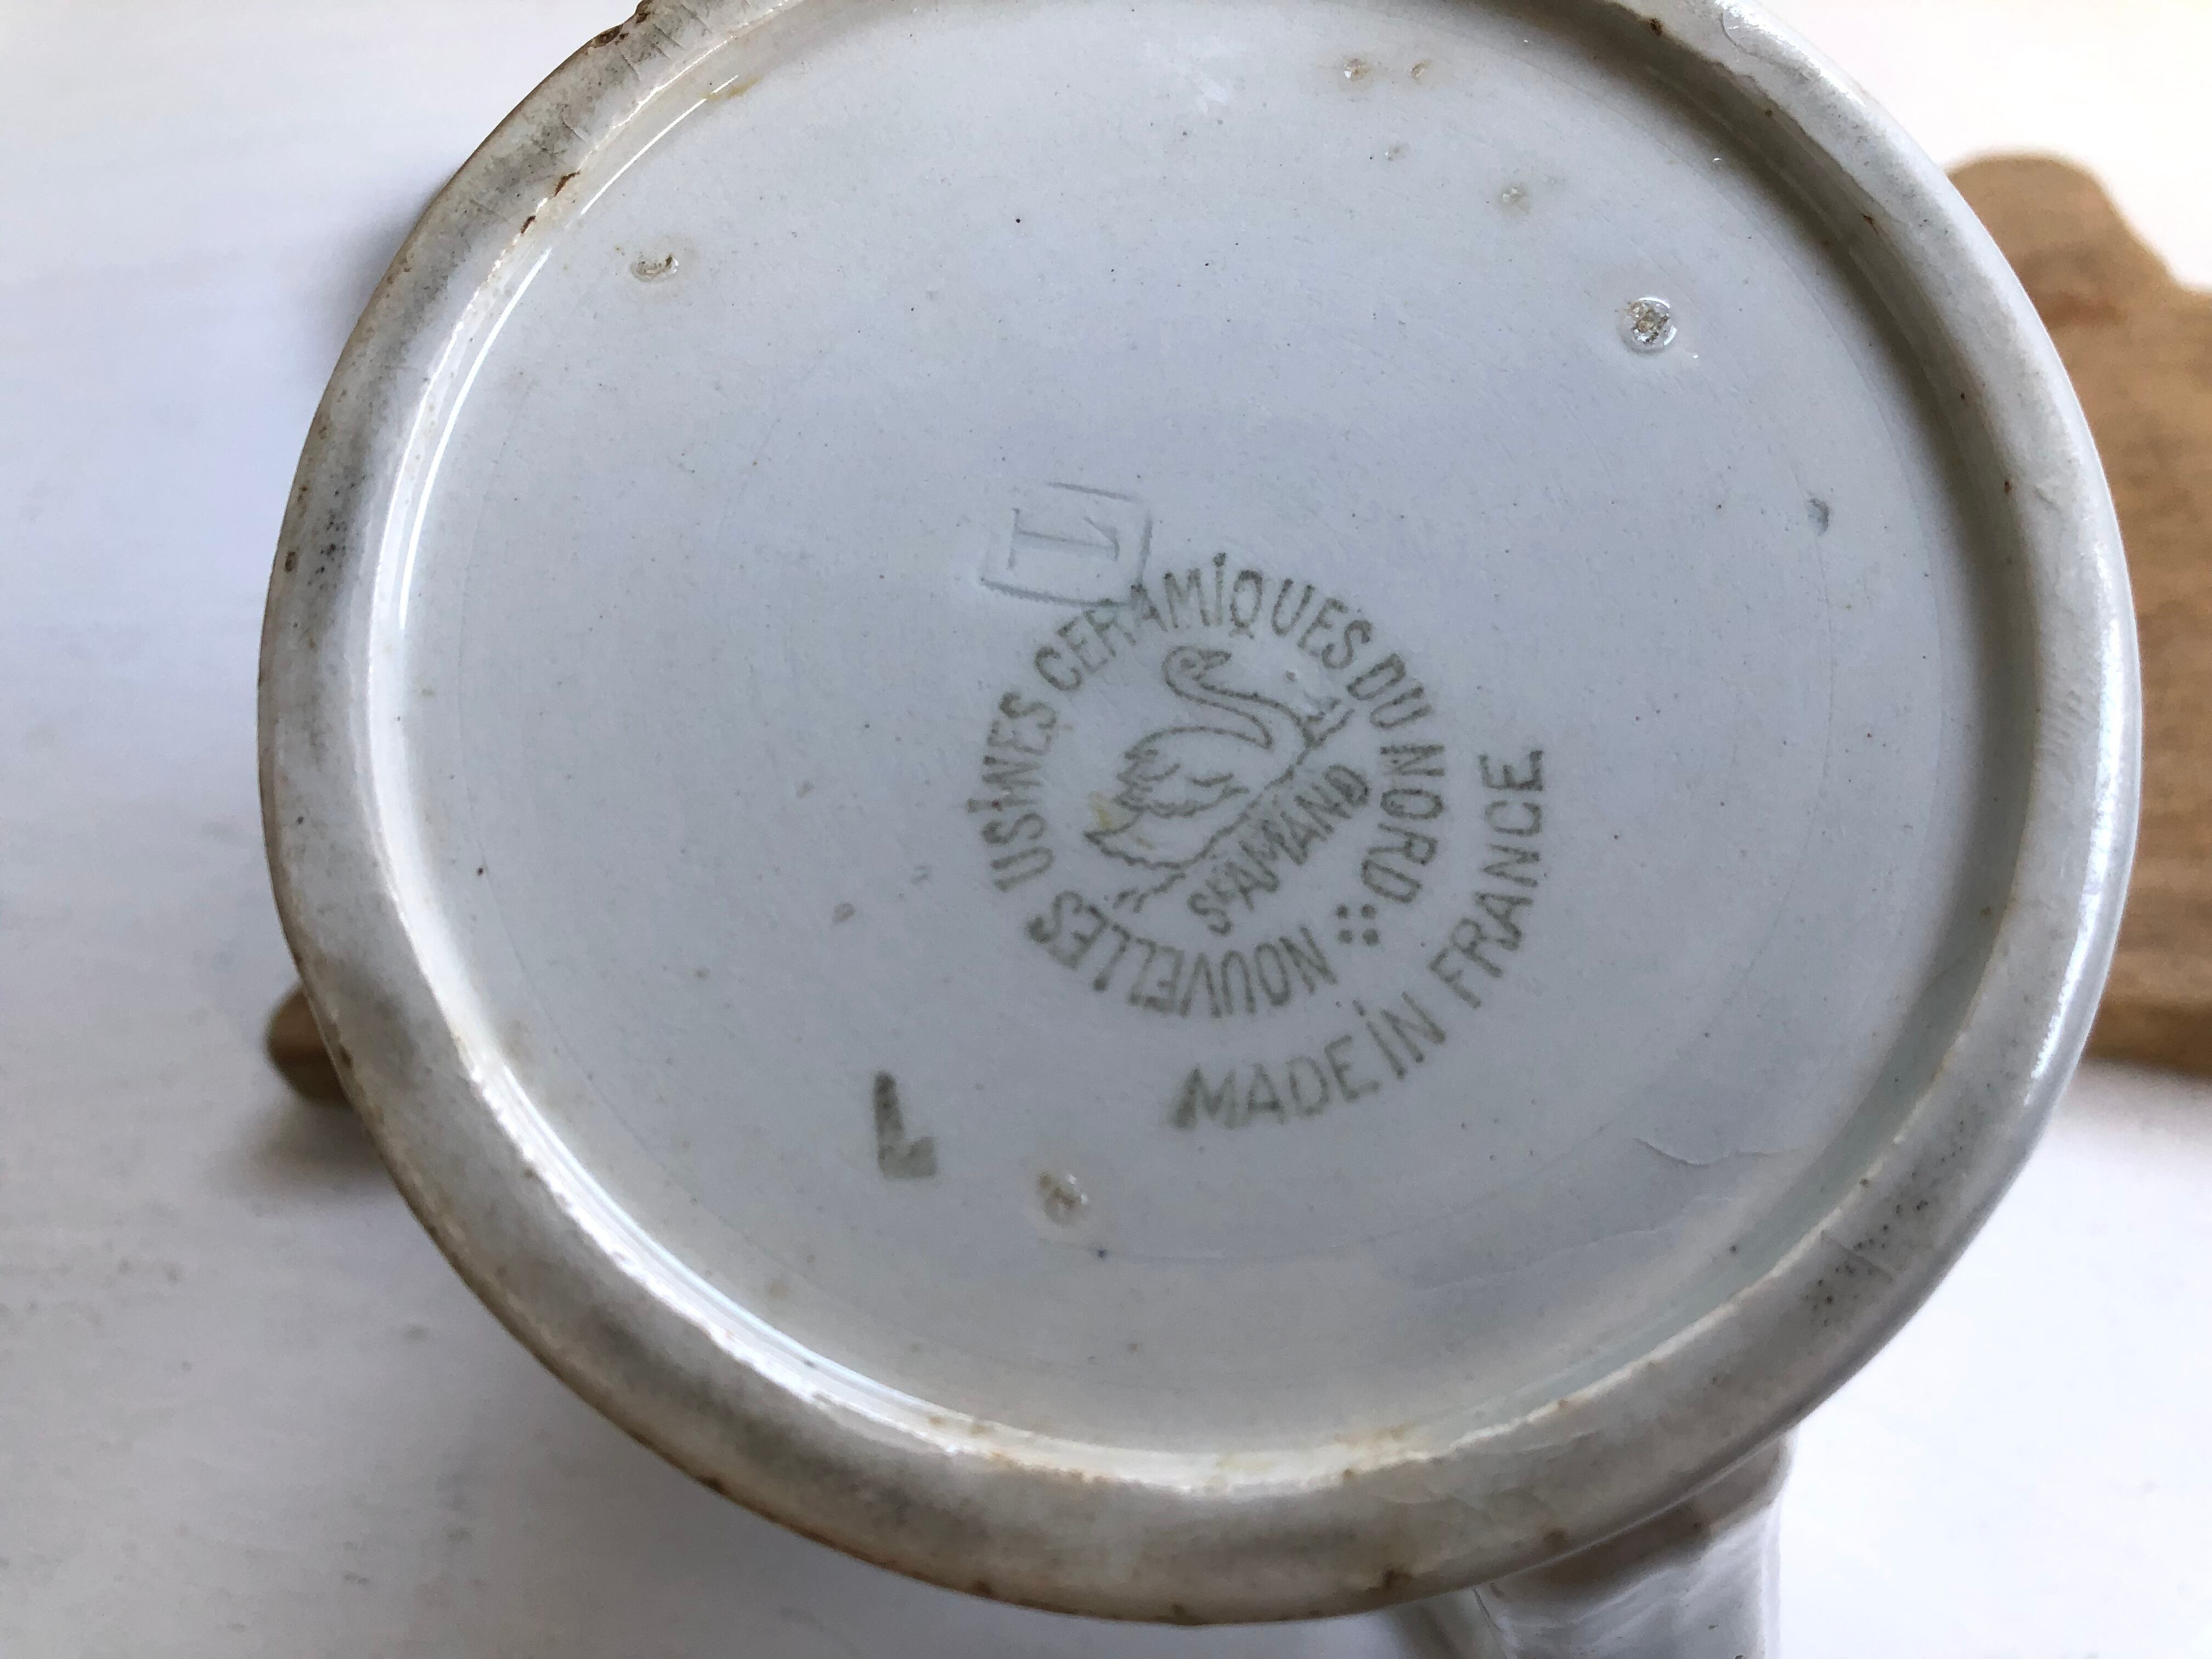 L
NOUVELLES USINES CERAMIQUES DU NORD
St AMAND
MADE IN FRANCE
L